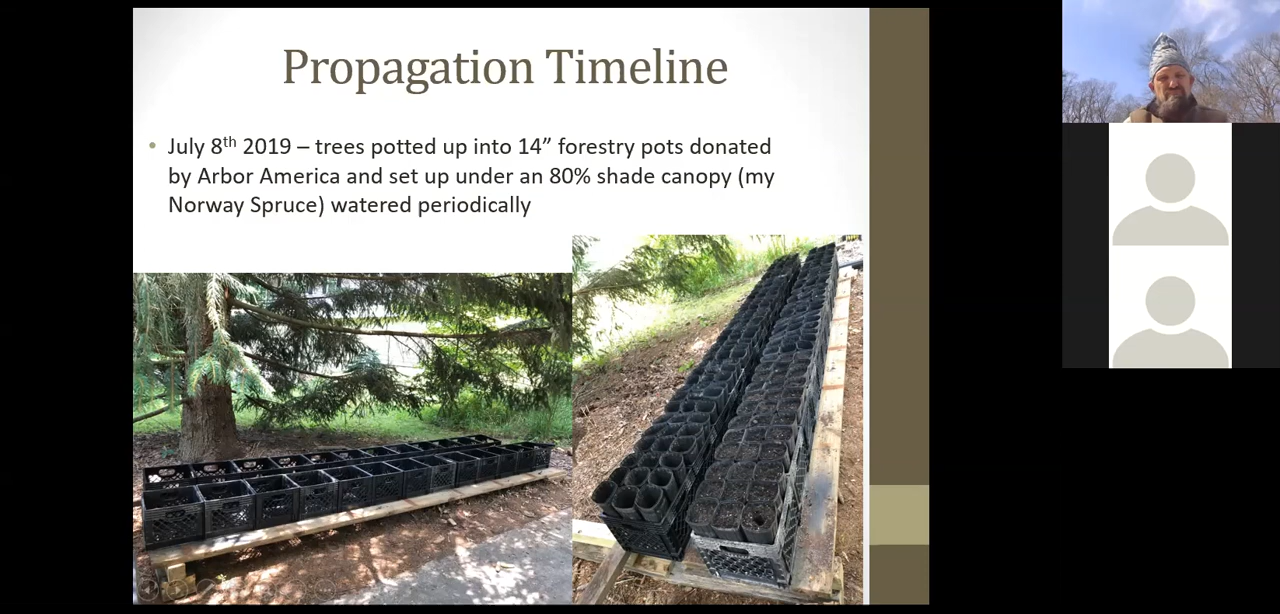 Propagation Timeline
• July 8th 2019 – trees potted up into 14” forestry pots donated
by Arbor America and set up under an 80% shade canopy (my
Norway Spruce) watered periodically